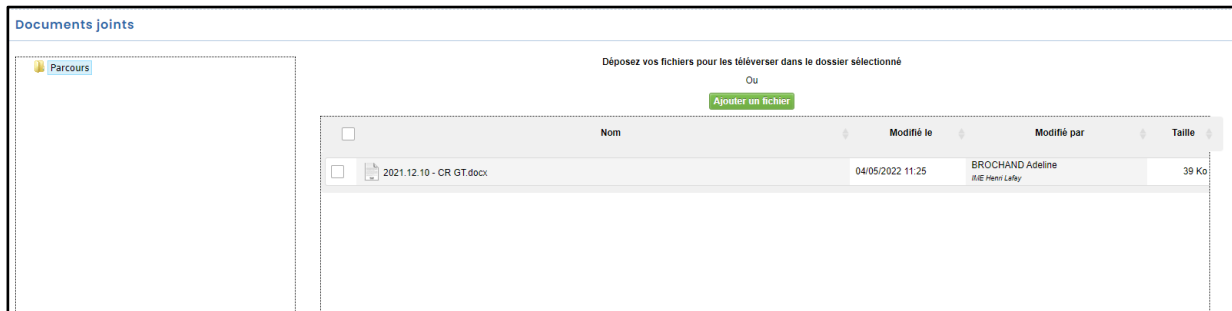 Documents joints
Parcours
Déposez vos fichiers pour les téléverser dans le dossier sélectionné
Ou
Ajouter un fichier
Nom Modifié le Modifié par Taille
2021.12.10 - CR GT.docx 04/05/2022 11:25 BROCHAND Adeline 39 Ko
IME Henri Lafay